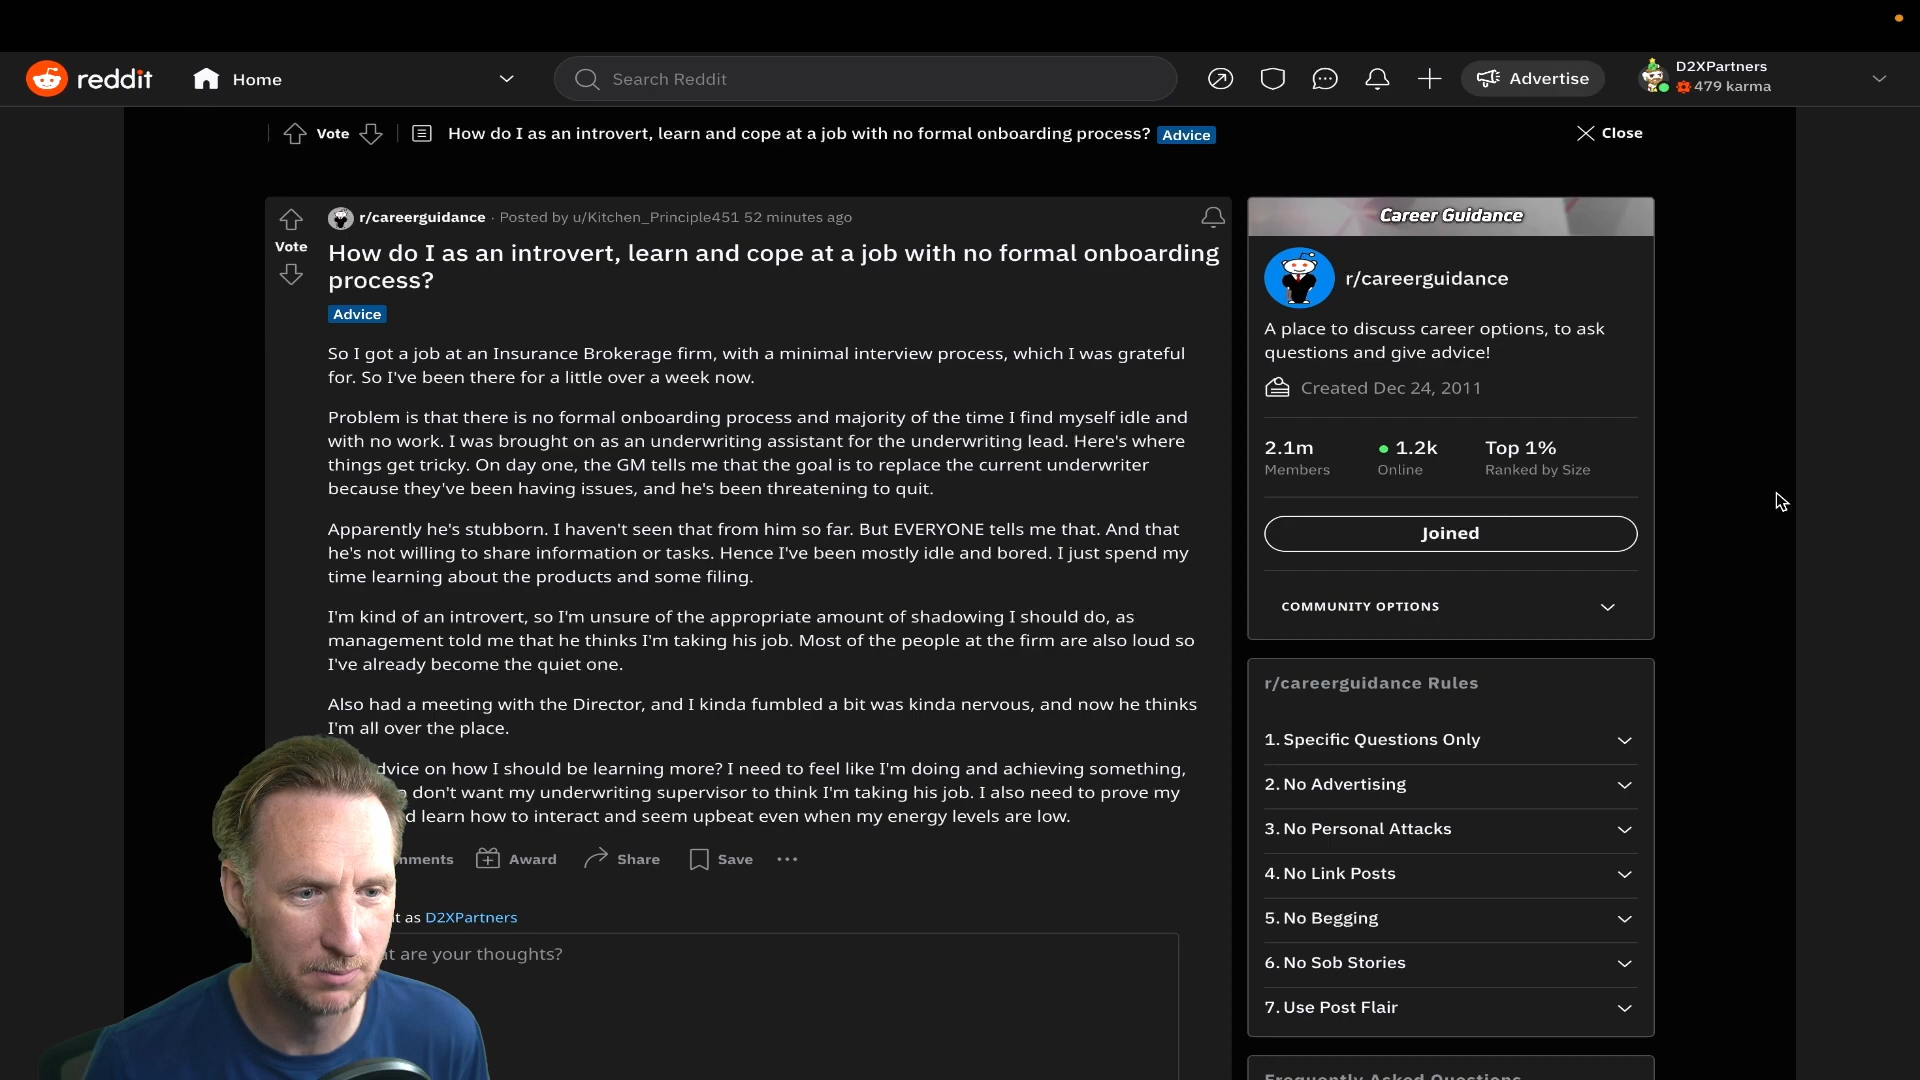 reddit
Home
Search Reddit
Advertise
D2XPartners
479 karma
Vote
How do I as an introvert, learn and cope at a job with no formal onboarding process? Advice
Close
r/careerguidance · Posted by u/Kitchen_Principle451 52 minutes ago
Vote
How do I as an introvert, learn and cope at a job with no formal onboarding
process?
Advice
So I got a job at an Insurance Brokerage firm, with a minimal interview process, which I was grateful
for. So I've been there for a little over a week now.
Problem is that there is no formal onboarding process and majority of the time I find myself idle and
with no work. I was brought on as an underwriting assistant for the underwriting lead. Here's where
things get tricky. On day one, the GM tells me that the goal is to replace the current underwriter
because they've been having issues, and he's been threatening to quit.
Apparently he's stubborn. I haven't seen that from him so far. But EVERYONE tells me that. And that
he's not willing to share information or tasks. Hence I've been mostly idle and bored. I just spend my
time learning about the products and some filing.
I'm kind of an introvert, so I'm unsure of the appropriate amount of shadowing I should do, as
management told me that he thinks I'm taking his job. Most of the people at the firm are also loud so
I've already become the quiet one.
Also had a meeting with the Director, and I kinda fumbled a bit was kinda nervous, and now he thinks
I'm all over the place.
dvice on how I should be learning more? I need to feel like I'm doing and achieving something,
don't want my underwriting supervisor to think I'm taking his job. I also need to prove my
d learn how to interact and seem upbeat even when my energy levels are low.
mments
Award
Share
Save
t as D2XPartners
at are your thoughts?
Career Guidance
r/careerguidance
A place to discuss career options, to ask
questions and give advice!
Created Dec 24, 2011
2.1m
Members
1.2k
Online
Top 1%
Ranked by Size
Joined
COMMUNITY OPTIONS
r/careerguidance Rules
1. Specific Questions Only
2. No Advertising
3. No Personal Attacks
4. No Link Posts
5. No Begging
6. No Sob Stories
7. Use Post Flair
Frequently Asked Questions